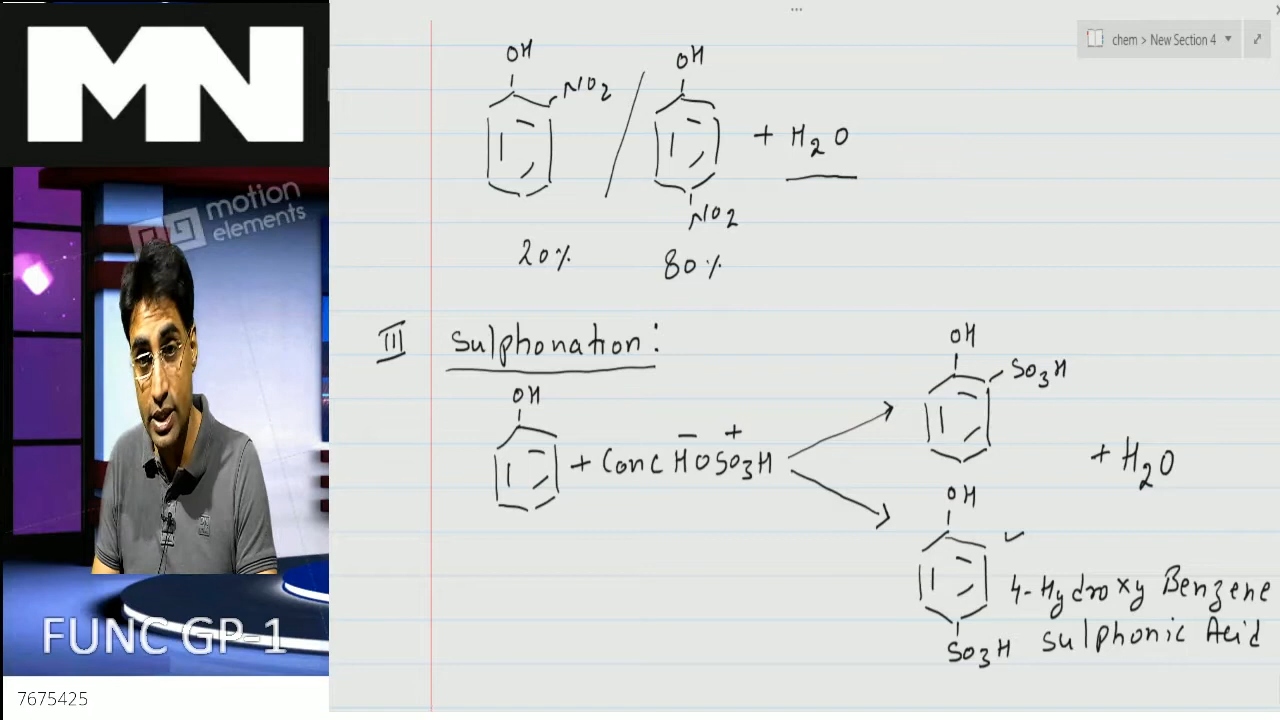 MN
motion
elements
FUNC GP-1
7675425
chem > New Section 4
OH
NO2
OH
NO2
+ H2O
20%
80%
III Sulphonation:
OH
+ Conc HOSO3H
− +
OH
SO3H
+ H2O
OH
SO3H
4-Hydroxy Benzene
Sulphonic Acid